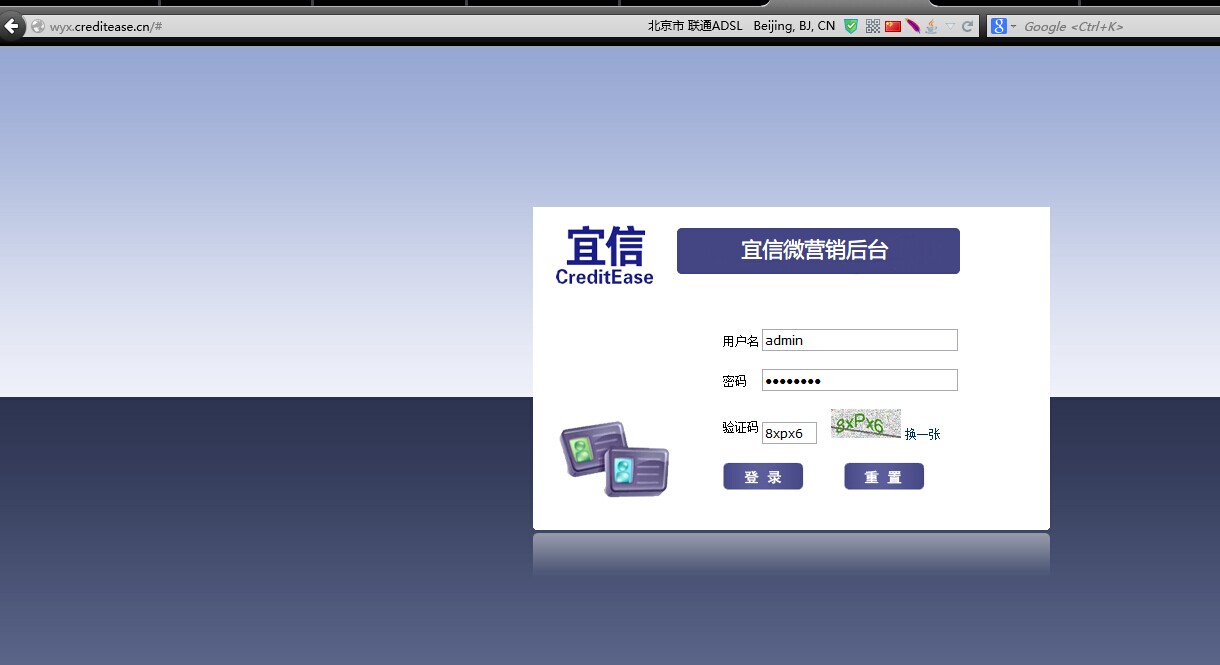 wyx.creditease.cn/#
北京市 联通ADSL Beijing, BJ, CN
8 Google <Ctrl+K>
宜信
CreditEase
宜信微营销后台
用户名 admin
密码 ••••••••
验证码 8xpx6 8xPx6 换一张
登 录 重 置